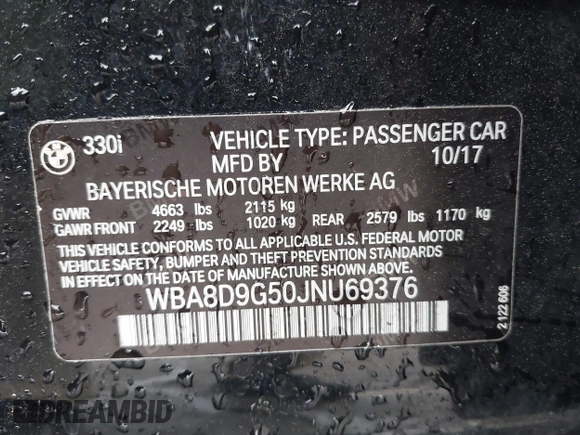 330i VEHICLE TYPE: PASSENGER CAR
MFD BY 10/17
BAYERISCHE MOTOREN WERKE AG
GVWR 4663 lbs 2115 kg
GAWR FRONT 2249 lbs 1020 kg REAR 2579 lbs 1170 kg
THIS VEHICLE CONFORMS TO ALL APPLICABLE U.S. FEDERAL MOTOR
VEHICLE SAFETY, BUMPER AND THEFT PREVENTION STANDARDS
IN EFFECT ON THE DATE OF MANUFACTURE SHOWN ABOVE.
WBA8D9G50JNU69376
2 122 606
DREAMBID